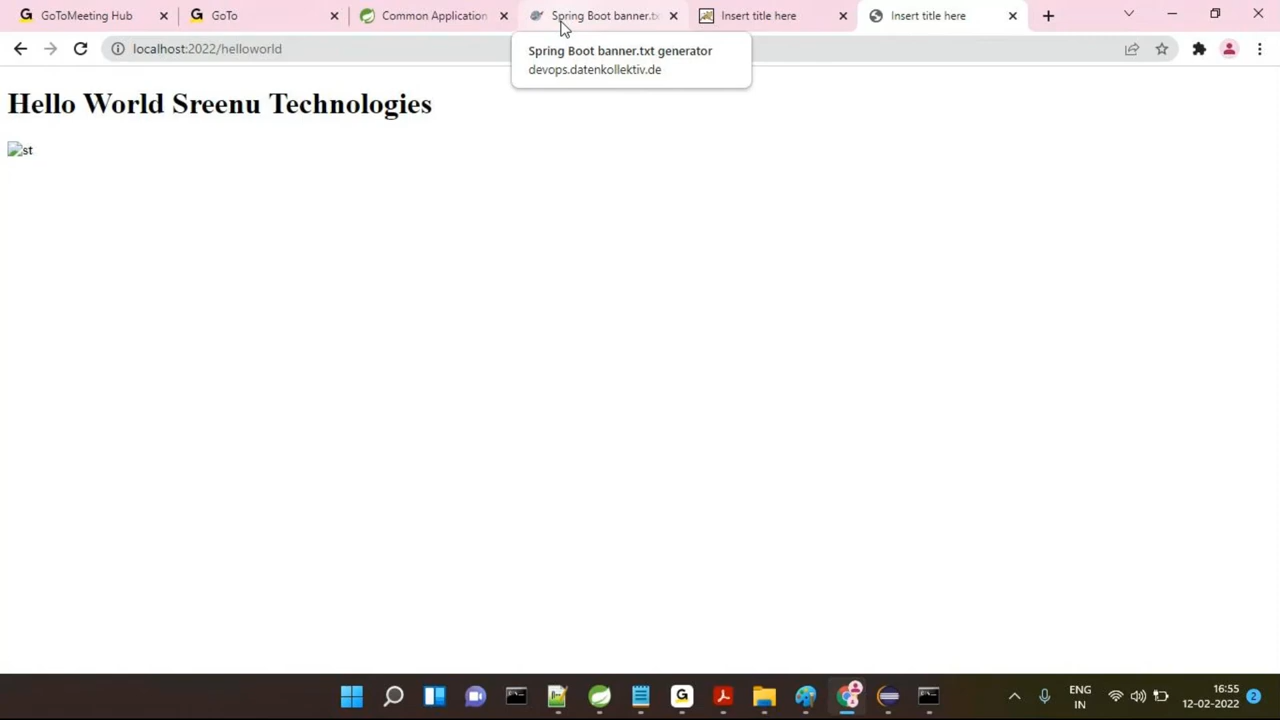 GoToMeeting Hub
GoTo
Common Application
Spring Boot banner.tx
Insert title here
Insert title here
localhost:2022/helloworld
Spring Boot banner.txt generator
devops.datenkollektiv.de
Hello World Sreenu Technologies
st
ENG
IN
16:55
12-02-2022
2